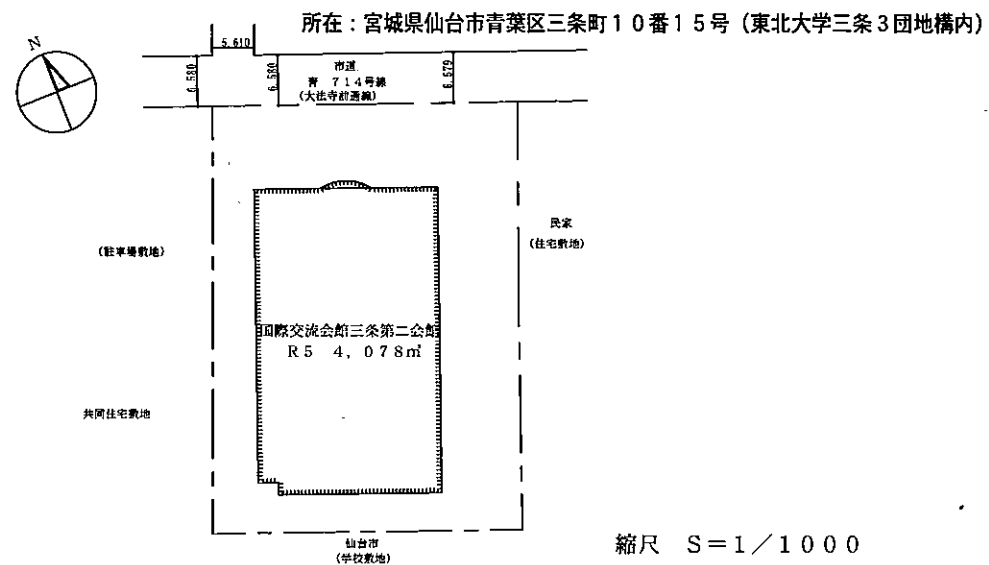 所在：宮城県仙台市青葉区三条町10番15号（東北大学三条3団地構内）
N
5.610
6.580
6.580
市道
青　714号線
(大法寺前通線)
6.579
民家
(住宅敷地)
(駐車場敷地)
国際交流会館三条第二会館
R5　4,078㎡
共同住宅敷地
仙台市
(学校敷地)
縮尺　S=1／1000